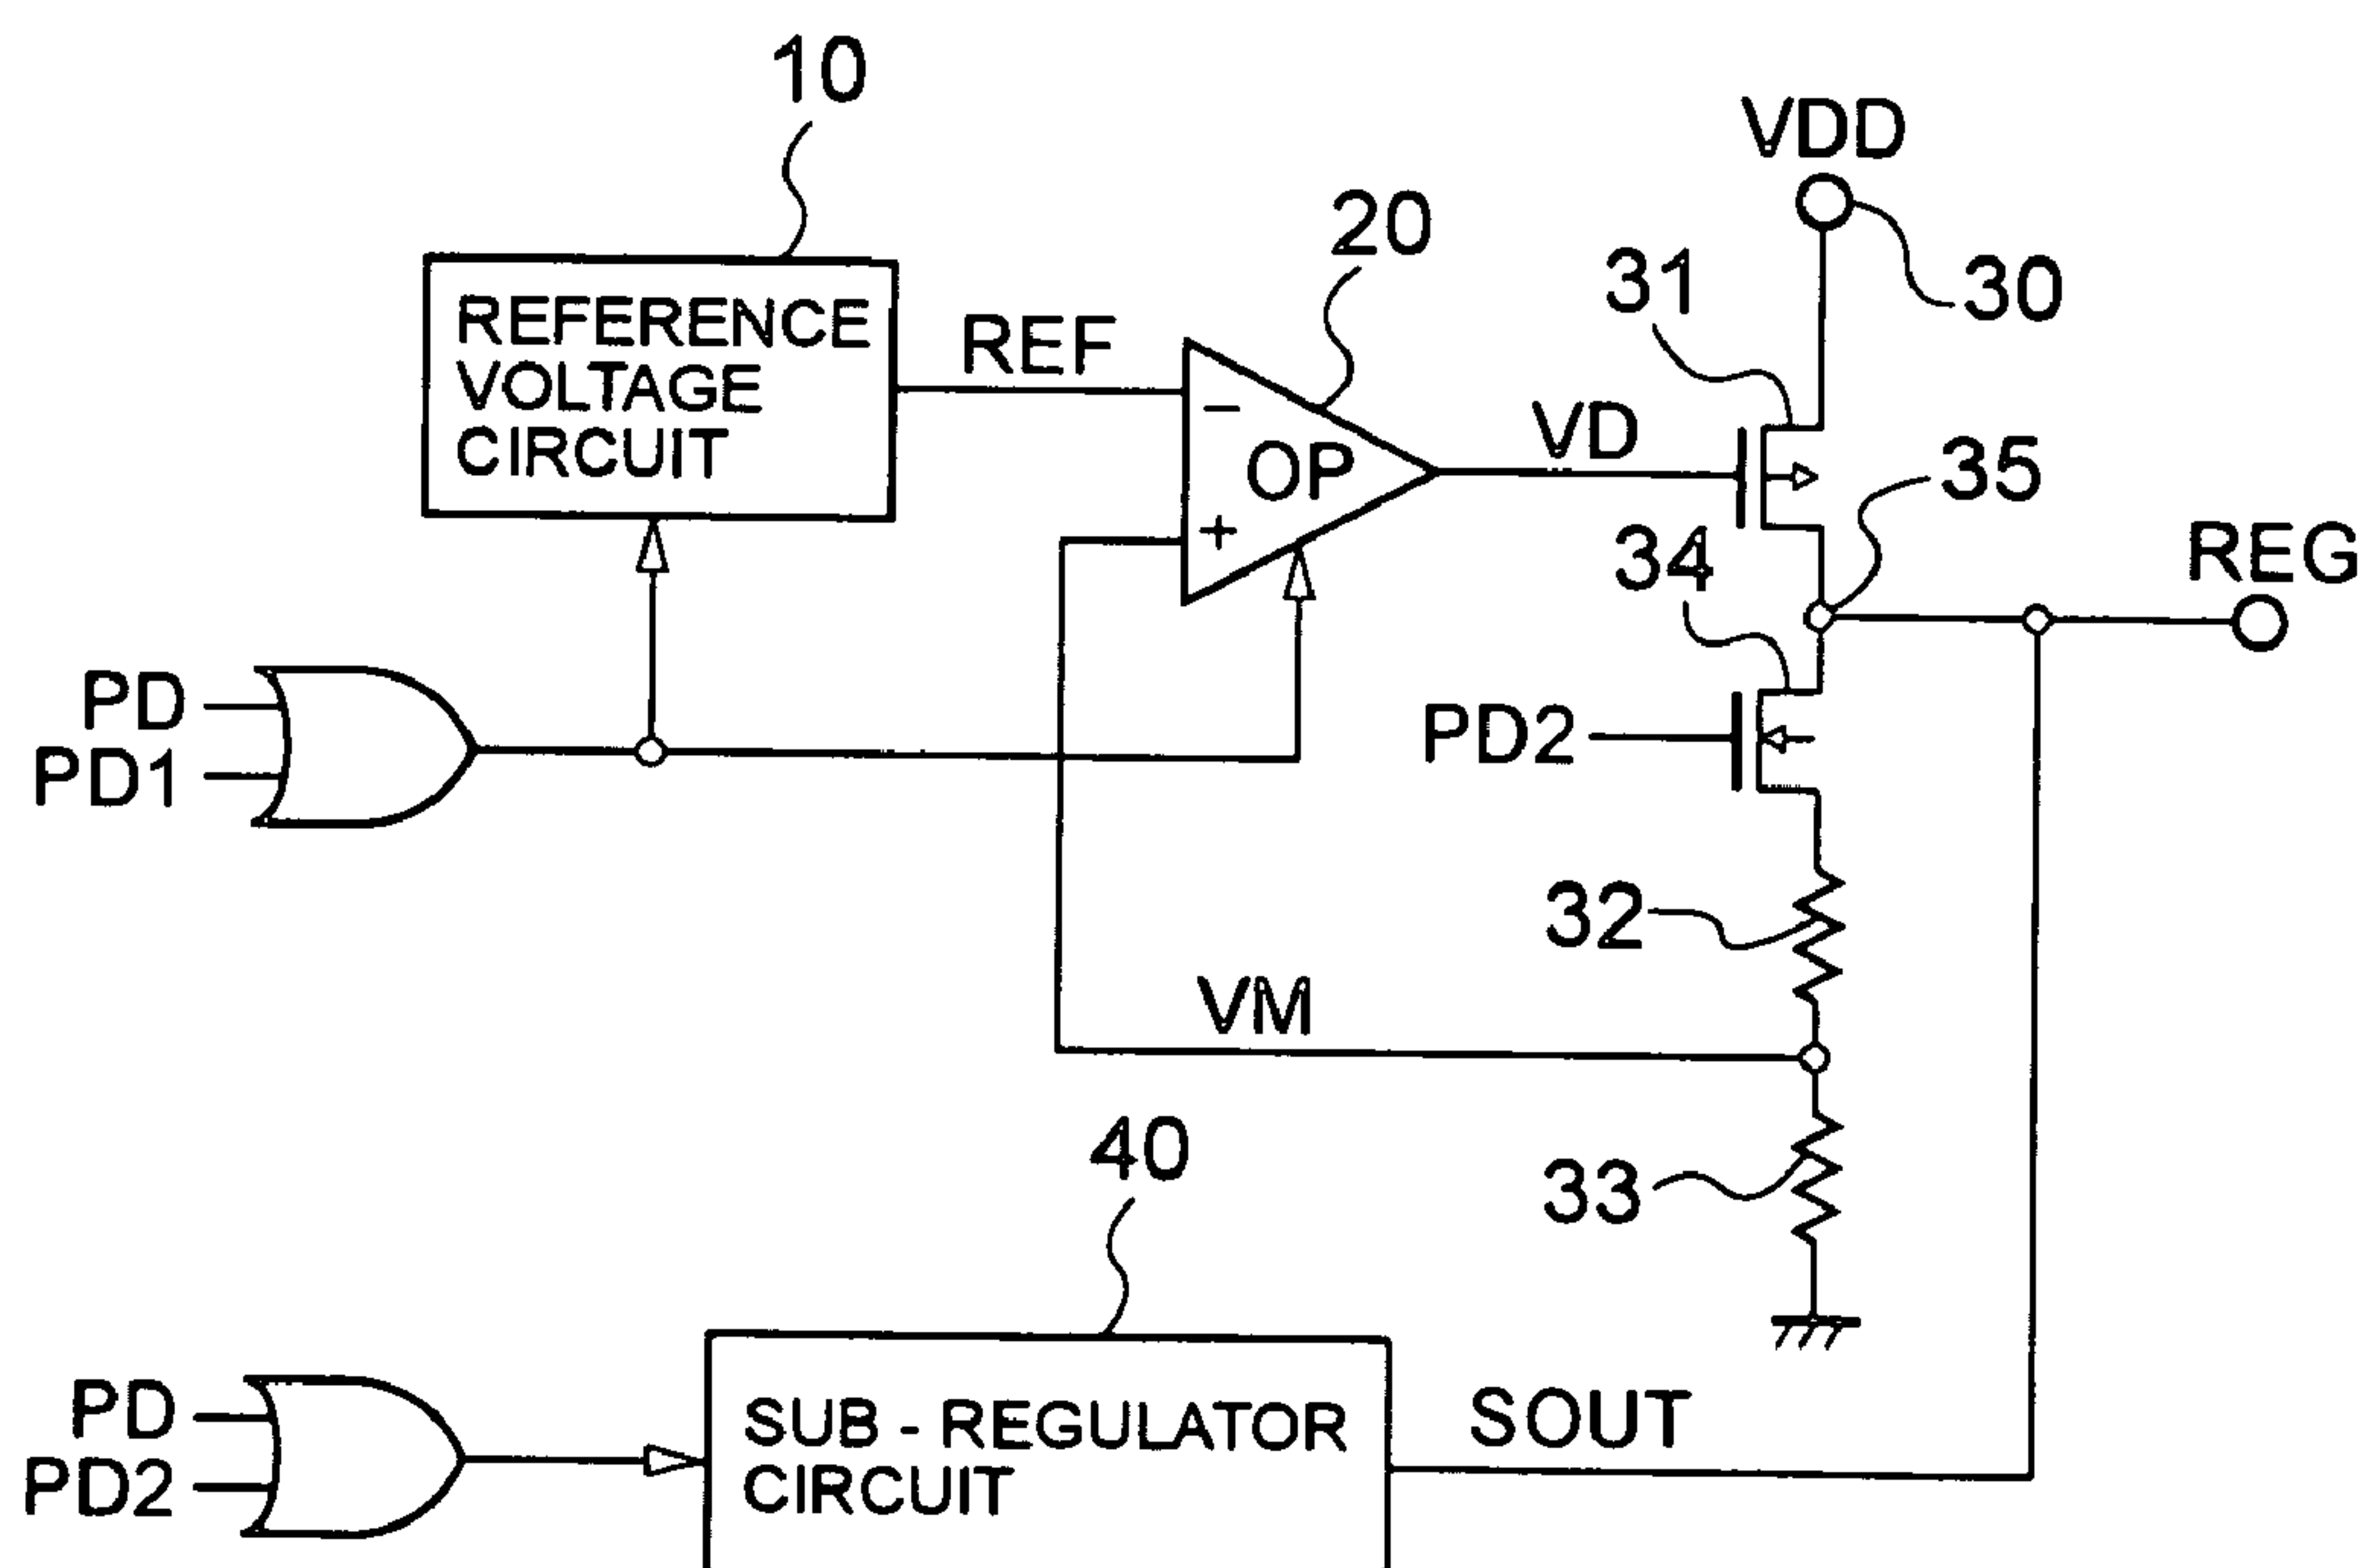 10
VDD
20
31
30
REFERENCE
VOLTAGE
CIRCUIT
REF
−
OP
+
VD
35
34
REG
PD
PD1
PD2
32
VM
40
33
PD
PD2
SUB - REGULATOR
CIRCUIT
SOUT